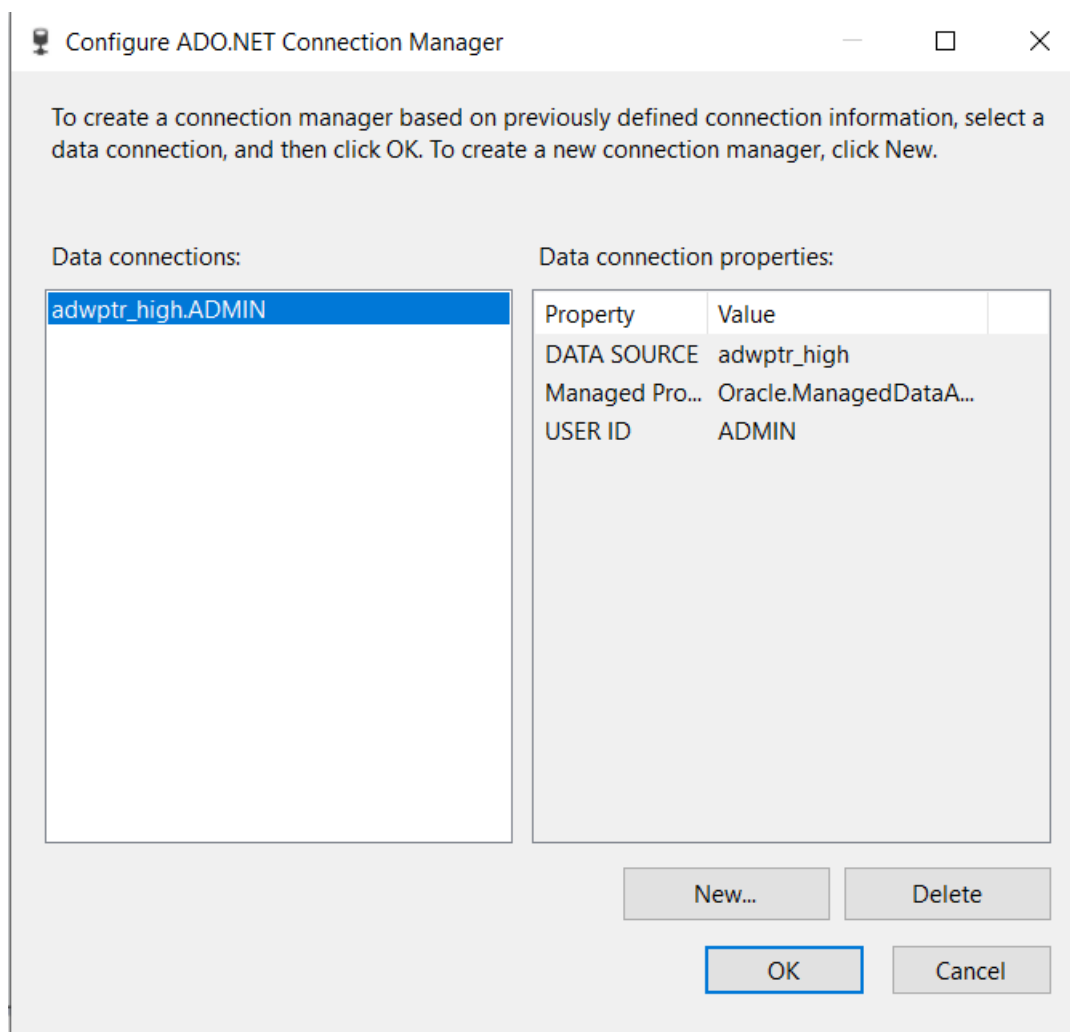 Configure ADO.NET Connection Manager
To create a connection manager based on previously defined connection information, select a
data connection, and then click OK. To create a new connection manager, click New.
Data connections:
adwptr_high.ADMIN
Data connection properties:
Property Value
DATA SOURCE adwptr_high
Managed Pro... Oracle.ManagedDataA...
USER ID ADMIN
New... Delete
OK Cancel